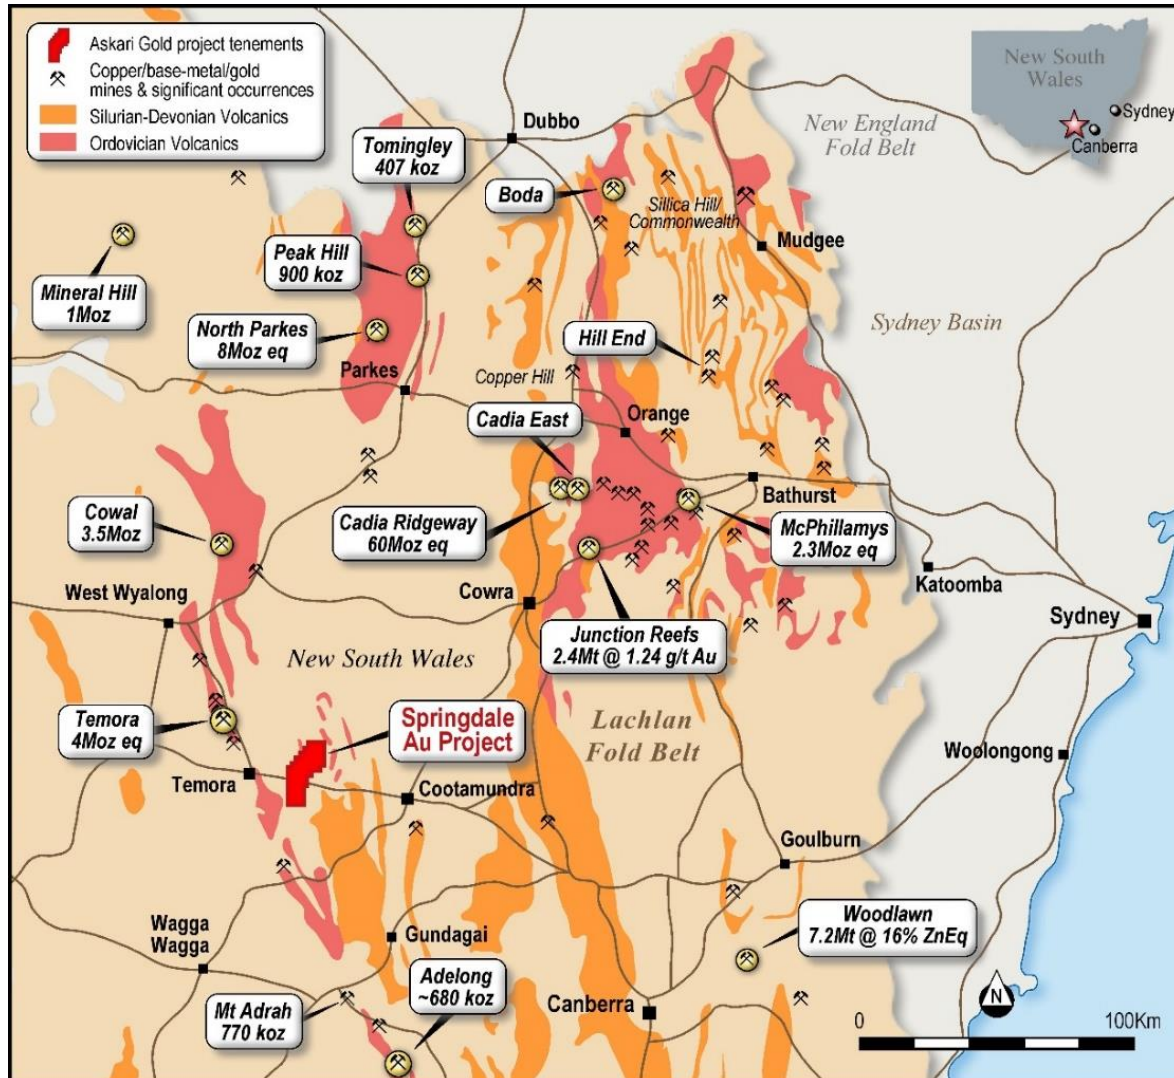 Askari Gold project tenements
Copper/base-metal/gold
mines & significant occurrences
Silurian-Devonian Volcanics
Ordovician Volcanics
New South
Wales
Sydney
Canberra
New England
Fold Belt
Dubbo
Tomingley
407 koz
Boda
Sillica Hill/
Commonwealth
Mudgee
Peak Hill
900 koz
Mineral Hill
1Moz
North Parkes
8Moz eq
Sydney Basin
Hill End
Parkes
Copper Hill
Cadia East
Orange
Bathurst
Cowal
3.5Moz
Cadia Ridgeway
60Moz eq
McPhillamys
2.3Moz eq
Katoomba
West Wyalong
Cowra
Sydney
Junction Reefs
2.4Mt @ 1.24 g/t Au
New South Wales
Temora
4Moz eq
Springdale
Au Project
Lachlan
Fold Belt
Woolongong
Temora
Cootamundra
Goulburn
Wagga
Wagga
Gundagai
Woodlawn
7.2Mt @ 16% ZnEq
Adelong
~680 koz
Mt Adrah
770 koz
Canberra
N
0
100Km